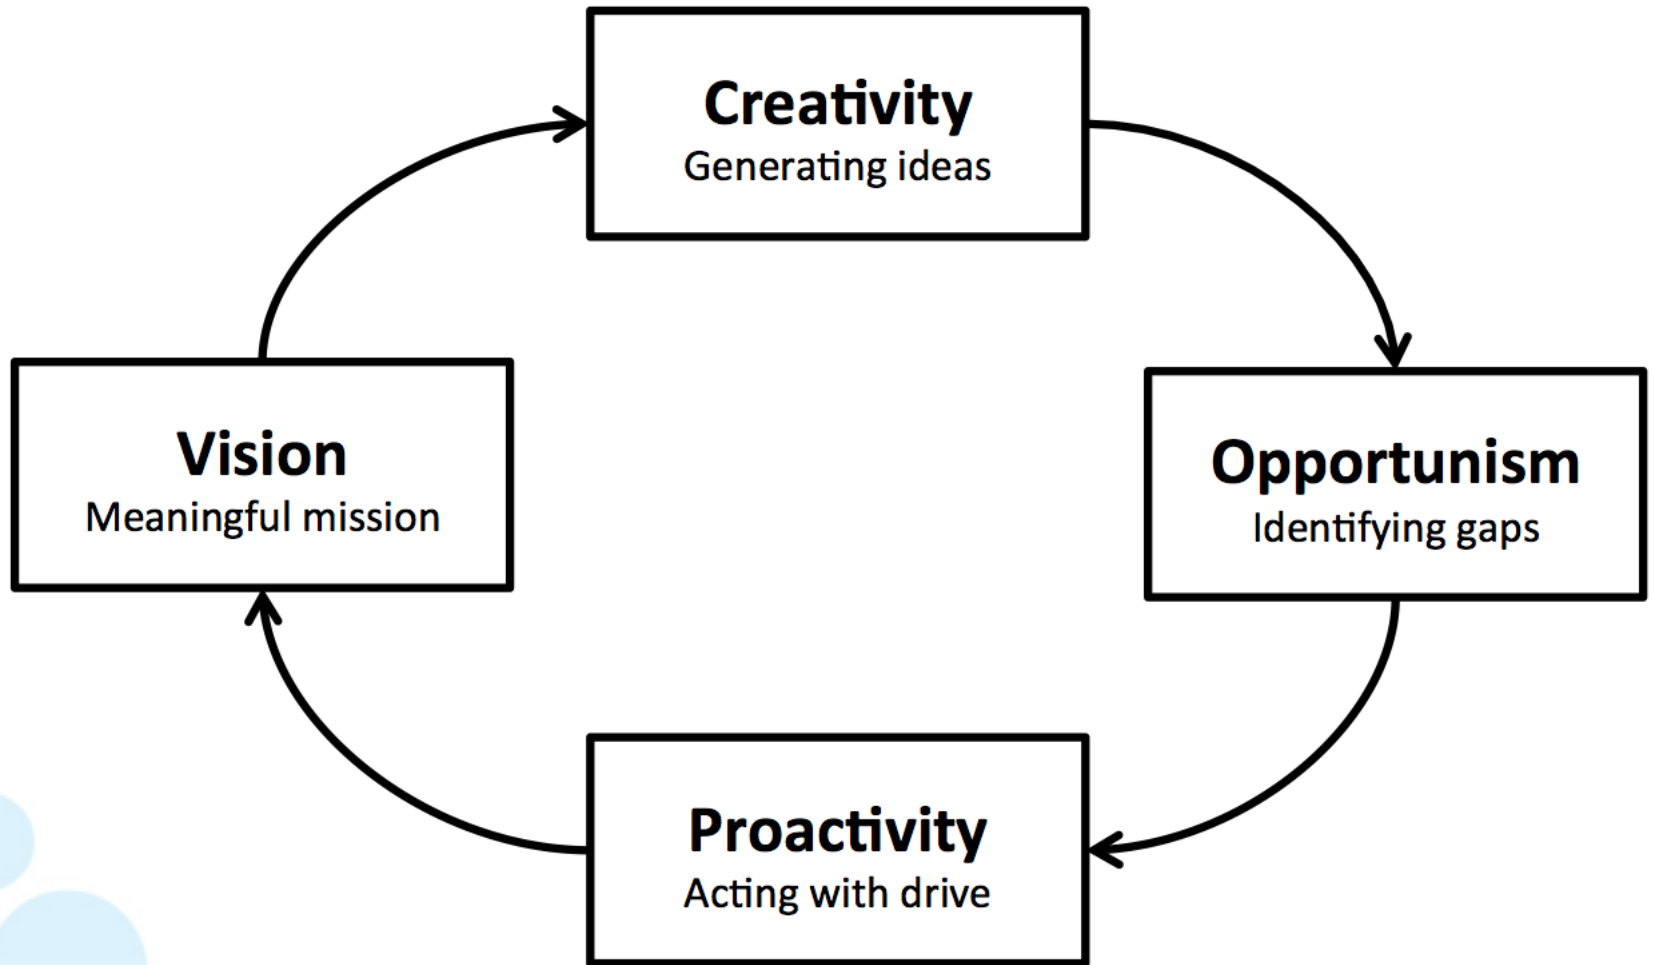 Creativity
Generating ideas
Vision
Meaningful mission
Opportunism
Identifying gaps
Proactivity
Acting with drive